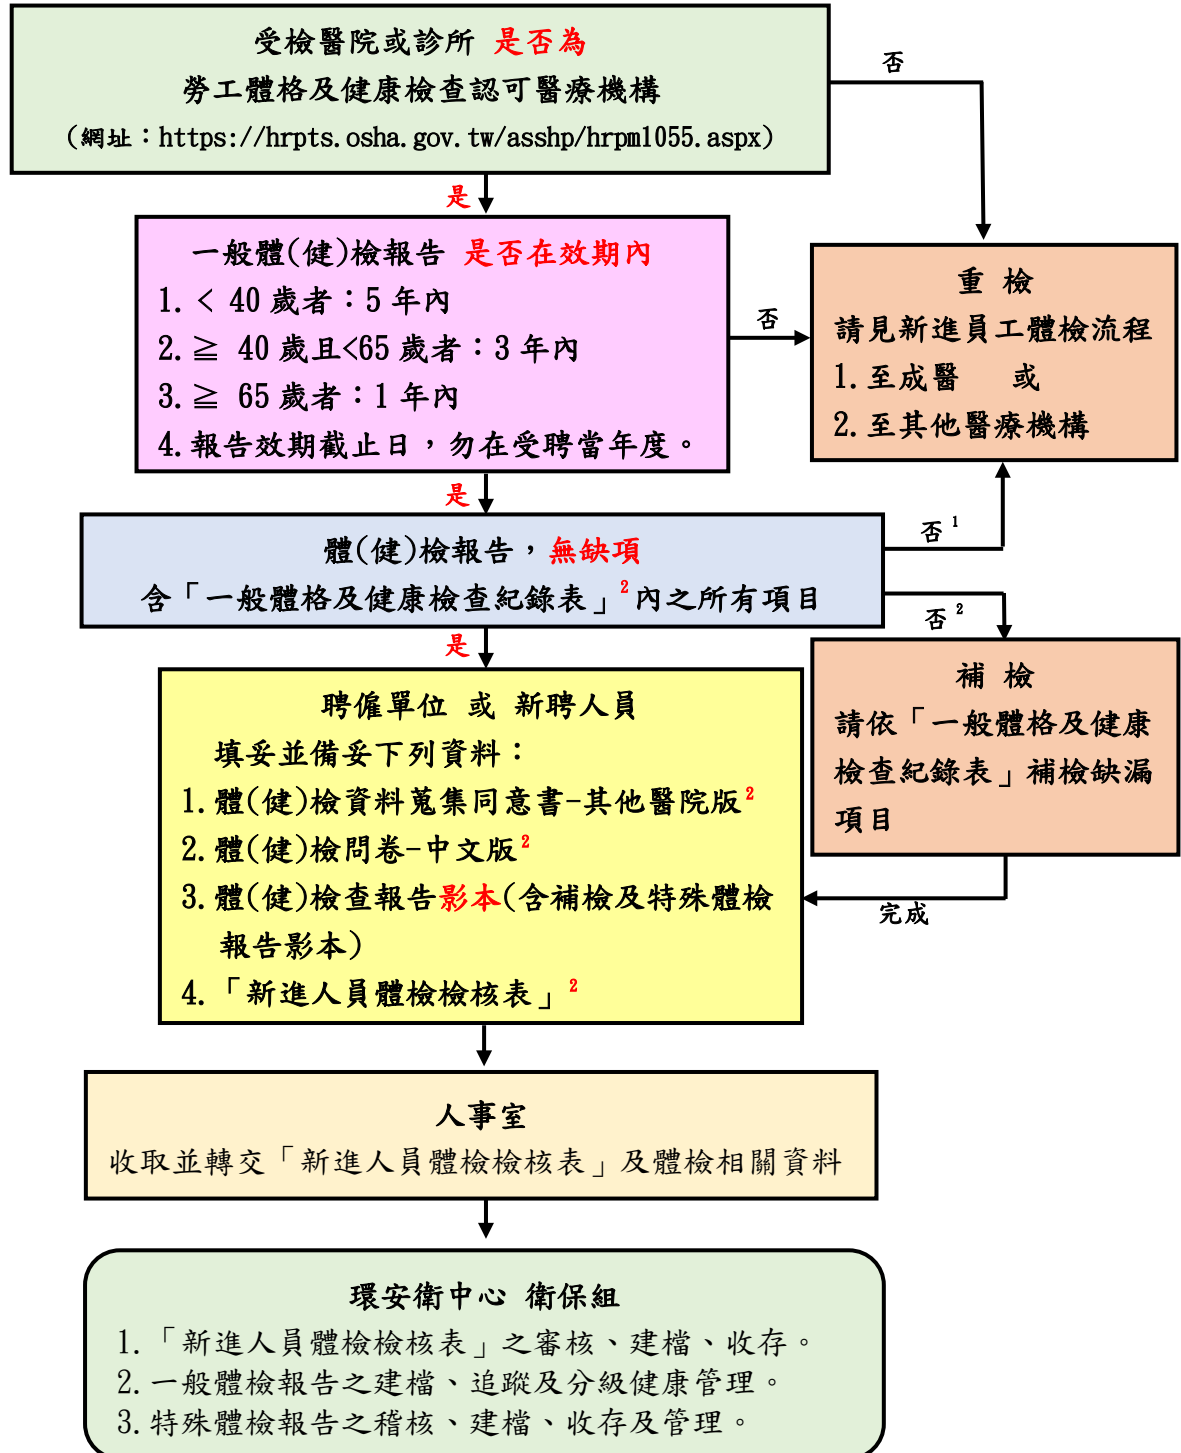 受檢醫院或診所 是否為
勞工體格及健康檢查認可醫療機構
(網址：https://hrpts.osha.gov.tw/asshp/hrpm1055.aspx)
否
是
一般體(健)檢報告 是否在效期內
1.< 40 歲者：5 年內
2.≧ 40 歲且<65 歲者：3 年內
3.≧ 65 歲者：1 年內
4.報告效期截止日，勿在受聘當年度。
否
重 檢
請見新進員工體檢流程
1.至成醫 或
2.至其他醫療機構
是
體(健)檢報告，無缺項
含「一般體格及健康檢查紀錄表」2 內之所有項目
否 1
否 2
是
補 檢
請依「一般體格及健康
檢查紀錄表」補檢缺漏
項目
完成
聘僱單位 或 新聘人員
填妥並備妥下列資料：
1.體(健)檢資料蒐集同意書-其他醫院版2
2.體(健)檢問卷-中文版2
3.體(健)檢查報告影本(含補檢及特殊體檢
報告影本)
4.「新進人員體檢檢核表」2
人事室
收取並轉交「新進人員體檢檢核表」及體檢相關資料
環安衛中心 衛保組
1.「新進人員體檢檢核表」之審核、建檔、收存。
2.一般體檢報告之建檔、追蹤及分級健康管理。
3.特殊體檢報告之稽核、建檔、收存及管理。